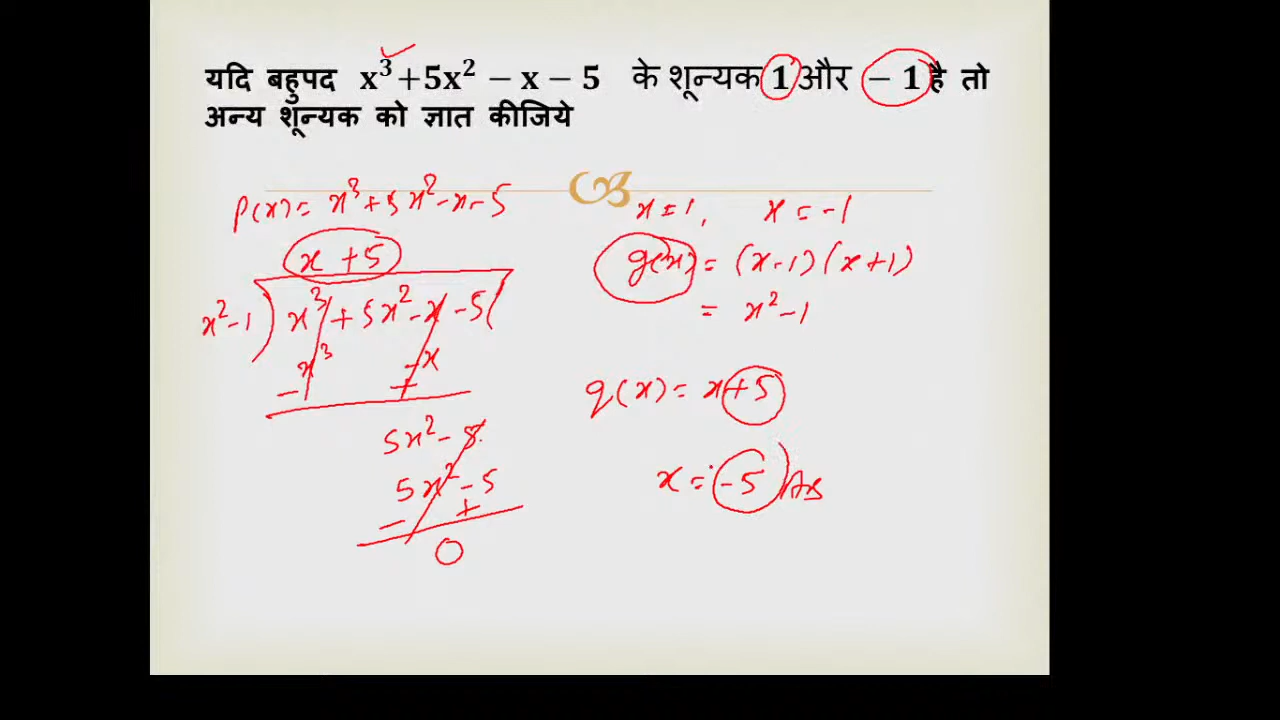 यदि बहुपद x³+5x² − x − 5 के शून्यक 1 और − 1 है तो
अन्य शून्यक को ज्ञात कीजिये
p(x) = x³+5x²-x-5
x=1, x = -1
x +5
g(x) = (x-1)(x+1)
x²-1) x³+5x²-x-5(
= x²-1
x³ -x
- +
q(x) = x+5
5x²-5
5x²-5
- +
x = -5 Ans
0